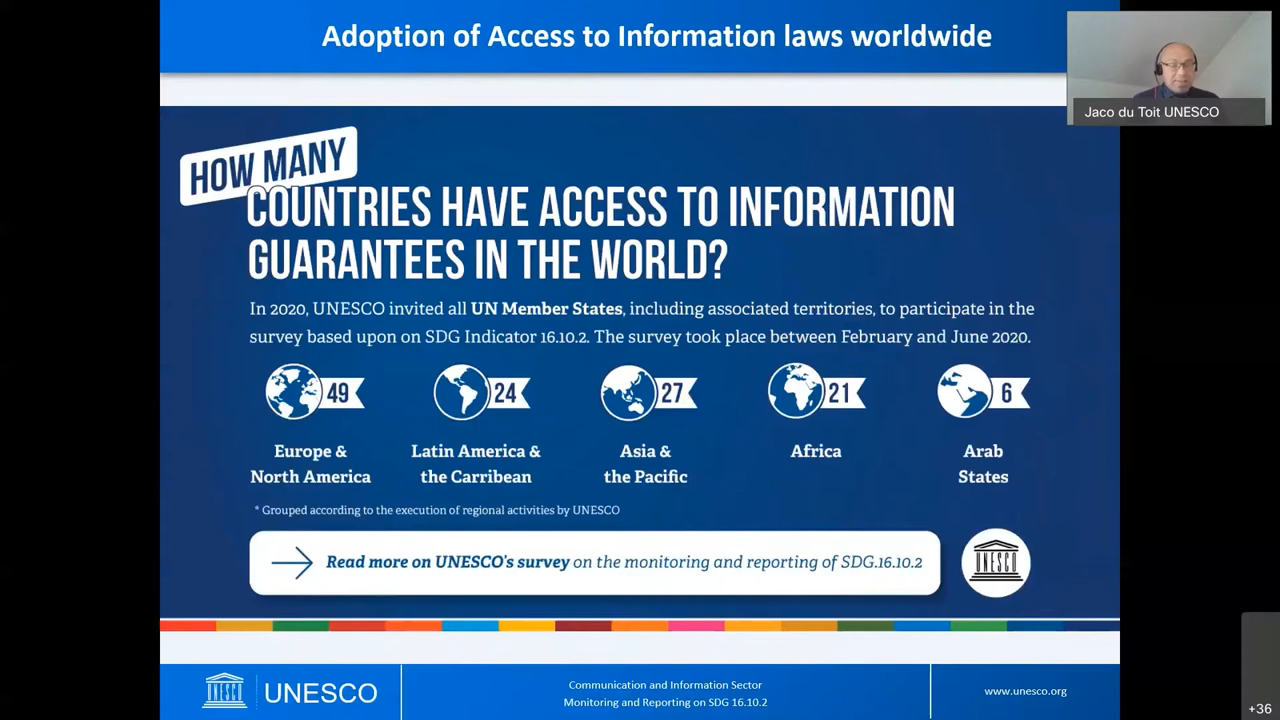 Adoption of Access to Information laws worldwide
Jaco du Toit UNESCO
HOW MANY
COUNTRIES HAVE ACCESS TO INFORMATION
GUARANTEES IN THE WORLD?
In 2020, UNESCO invited all UN Member States, including associated territories, to participate in the
survey based upon on SDG Indicator 16.10.2. The survey took place between February and June 2020.
49
24
27
21
6
Europe &
North America
Latin America &
the Carribean
Asia &
the Pacific
Africa
Arab
States
* Grouped according to the execution of regional activities by UNESCO
Read more on UNESCO's survey on the monitoring and reporting of SDG.16.10.2
UNESCO
UNESCO
UNESCO
Communication and Information Sector
Monitoring and Reporting on SDG 16.10.2
www.unesco.org
+36